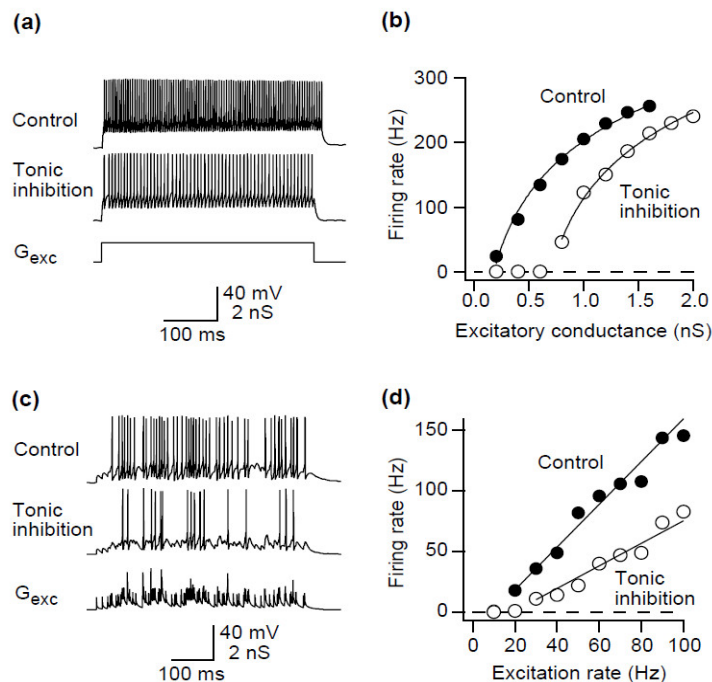 (a)
Control
Tonic
inhibition
Gexc
40 mV
2 nS
100 ms
(b)
Firing rate (Hz)
300
200
100
0
Control
Tonic
inhibition
0.0 0.5 1.0 1.5 2.0
Excitatory conductance (nS)
(c)
Control
Tonic
inhibition
Gexc
40 mV
2 nS
100 ms
(d)
Firing rate (Hz)
150
100
50
0
Control
Tonic
inhibition
0 20 40 60 80 100
Excitation rate (Hz)